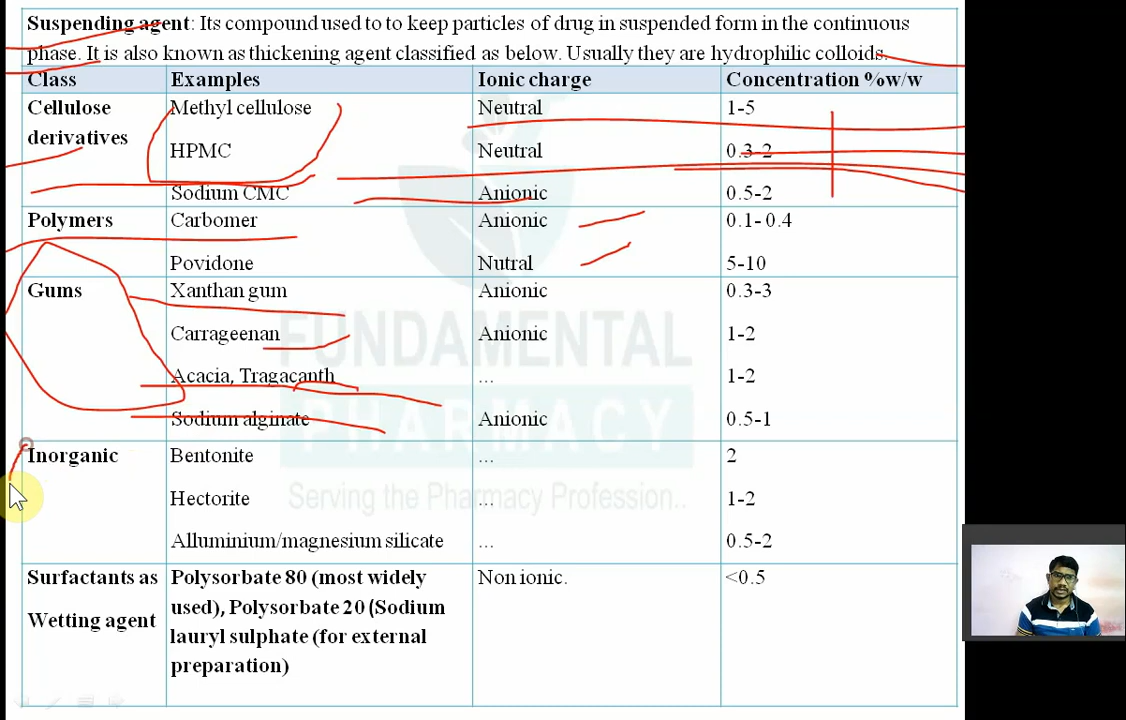 Suspending agent: Its compound used to to keep particles of drug in suspended form in the continuous
phase. It is also known as thickening agent classified as below. Usually they are hydrophilic colloids.
Class Examples Ionic charge Concentration %w/w
Cellulose Methyl cellulose Neutral 1-5
derivatives
HPMC Neutral 0.3-2
Sodium CMC Anionic 0.5-2
Polymers Carbomer Anionic 0.1- 0.4
Povidone Nutral 5-10
Gums Xanthan gum Anionic 0.3-3
Carrageenan Anionic 1-2
Acacia, Tragacanth ... 1-2
Sodium alginate Anionic 0.5-1
Inorganic Bentonite ... 2
Hectorite ... 1-2
Alluminium/magnesium silicate ... 0.5-2
Surfactants as Polysorbate 80 (most widely Non ionic. <0.5
used), Polysorbate 20 (Sodium
Wetting agent
lauryl sulphate (for external
preparation)
FUNDAMENTAL
PHARMACY
Serving the Pharmacy Profession..